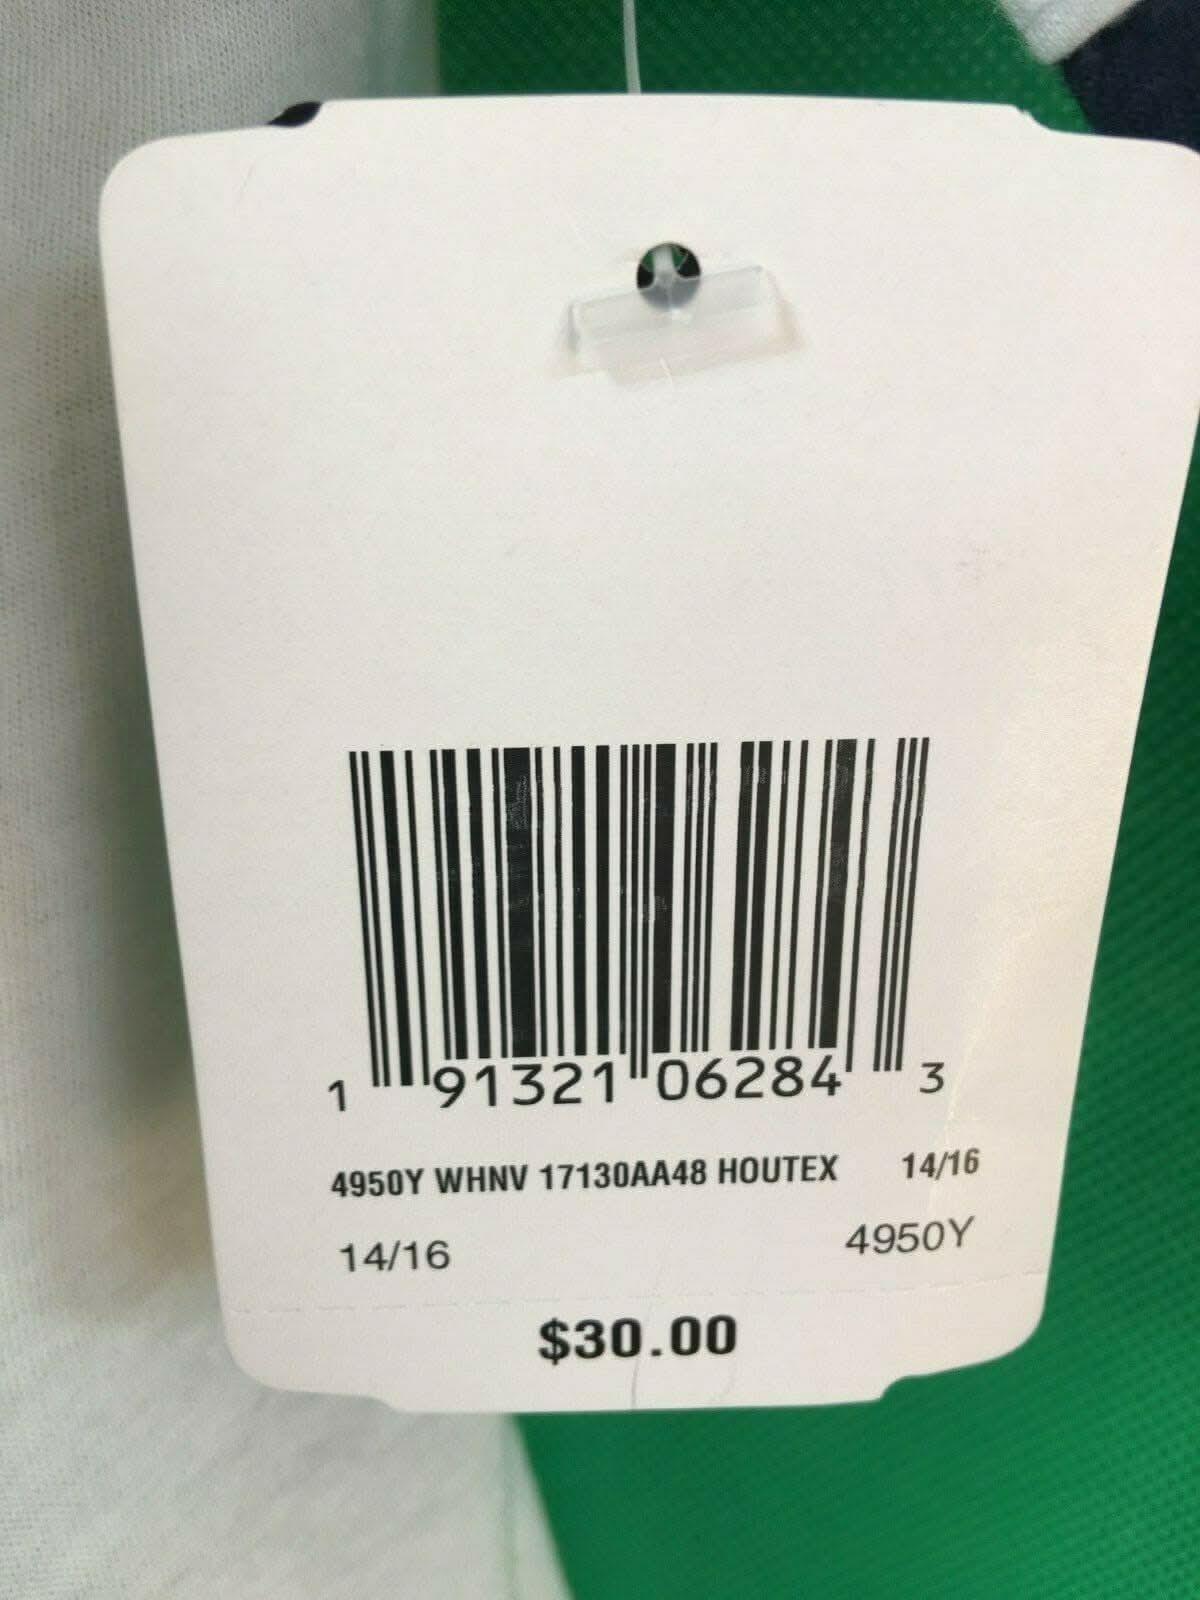 1 91321 06284 3
4950Y WHNV 17130AA48 HOUTEX 14/16
14/16 4950Y
$30.00